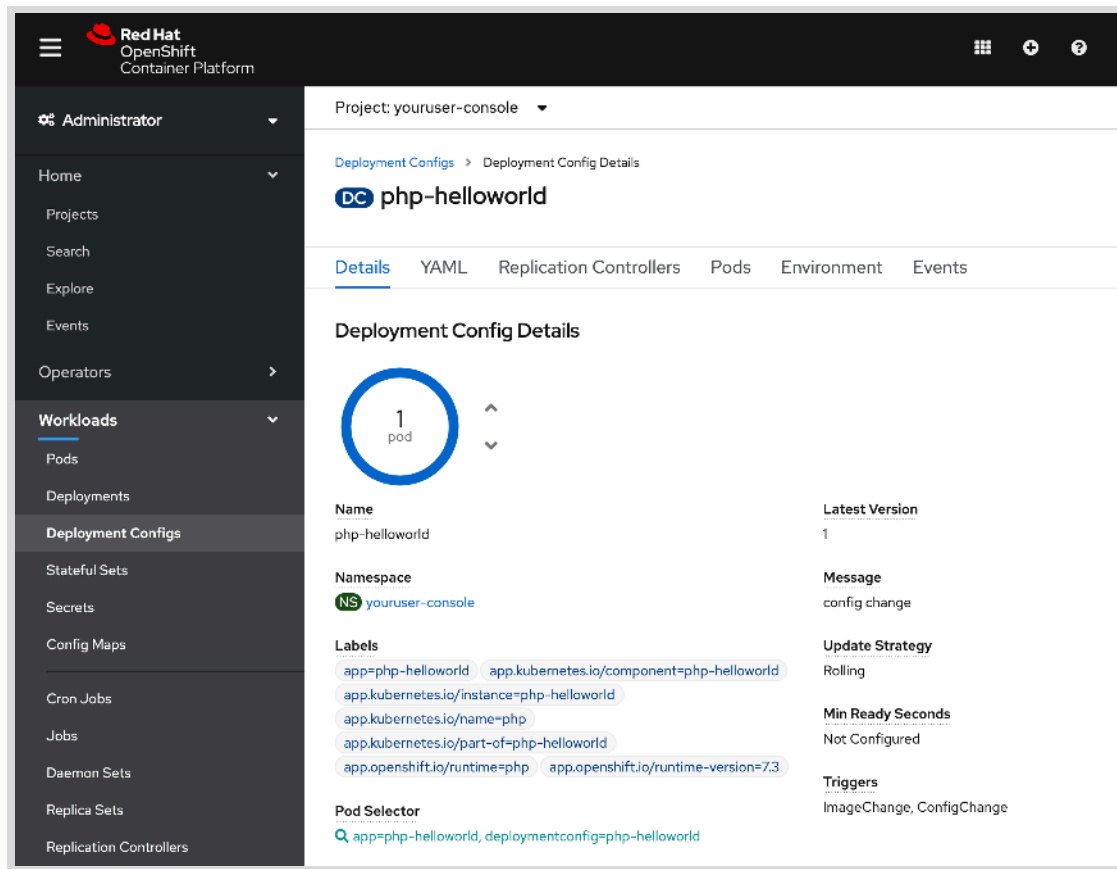 Red Hat
OpenShift
Container Platform
Administrator
Home
Projects
Search
Explore
Events
Operators
Workloads
Pods
Deployments
Deployment Configs
Stateful Sets
Secrets
Config Maps
Cron Jobs
Jobs
Daemon Sets
Replica Sets
Replication Controllers
Project: youruser-console
Deployment Configs > Deployment Config Details
DC php-helloworld
Details YAML Replication Controllers Pods Environment Events
Deployment Config Details
1
pod
Name
php-helloworld
Namespace
NS youruser-console
Labels
app=php-helloworld app.kubernetes.io/component=php-helloworld
app.kubernetes.io/instance=php-helloworld
app.kubernetes.io/name=php
app.kubernetes.io/part-of=php-helloworld
app.openshift.io/runtime=php app.openshift.io/runtime-version=7.3
Pod Selector
app=php-helloworld, deploymentconfig=php-helloworld
Latest Version
1
Message
config change
Update Strategy
Rolling
Min Ready Seconds
Not Configured
Triggers
ImageChange, ConfigChange